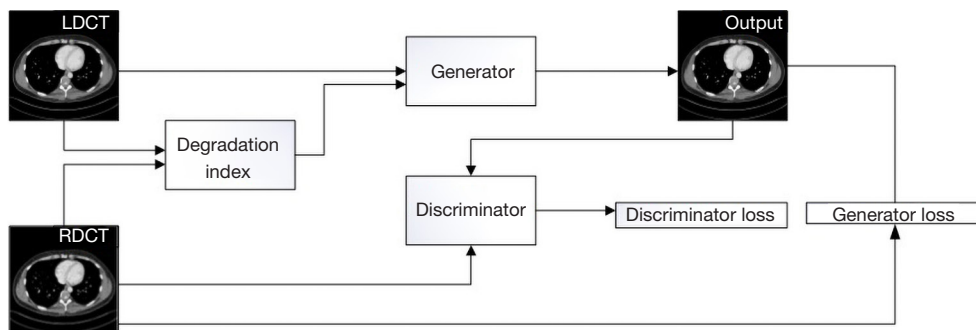 LDCT
Output
Generator
Degradation
index
Discriminator
Discriminator loss
Generator loss
RDCT